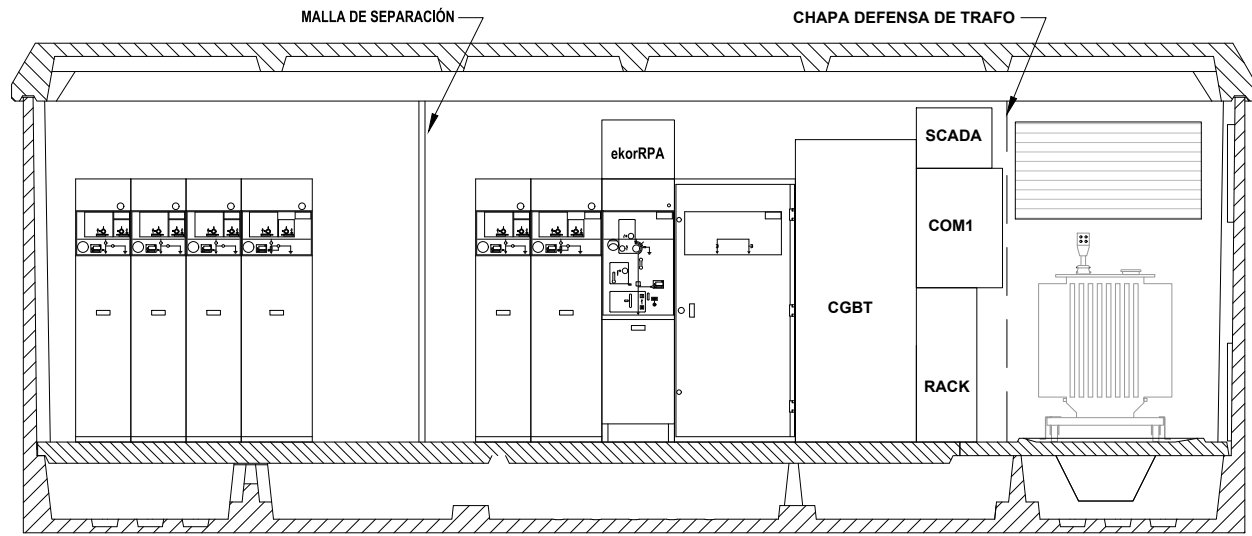 MALLA DE SEPARACIÓN
CHAPA DEFENSA DE TRAFO
SCADA
ekorRPA
COM1
CGBT
RACK